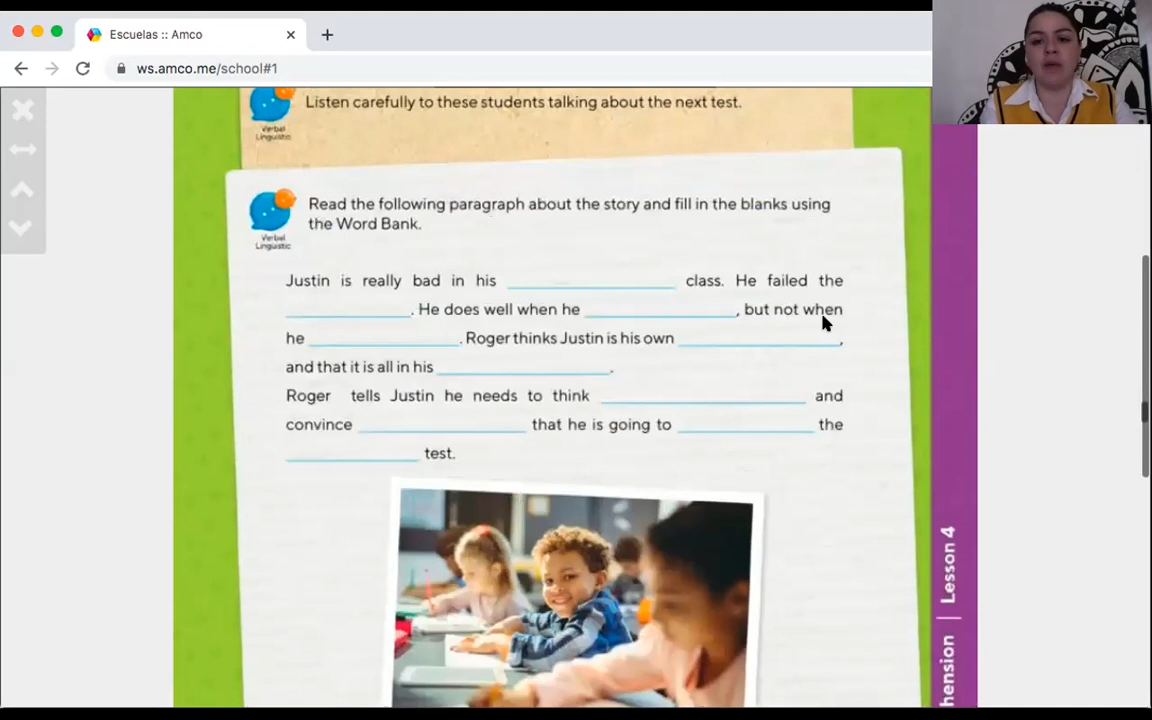 Escuelas :: Amco
ws.amco.me/school#1
Listen carefully to these students talking about the next test.
Verbal
Linguistic
Read the following paragraph about the story and fill in the blanks using
the Word Bank.
Verbal
Linguistic
Justin is really bad in his class. He failed the
. He does well when he , but not when
he . Roger thinks Justin is his own ,
and that it is all in his .
Roger tells Justin he needs to think and
convince that he is going to the
test.
hension | Lesson 4